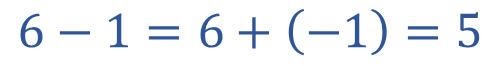 6 − 1 = 6 + (−1) = 5